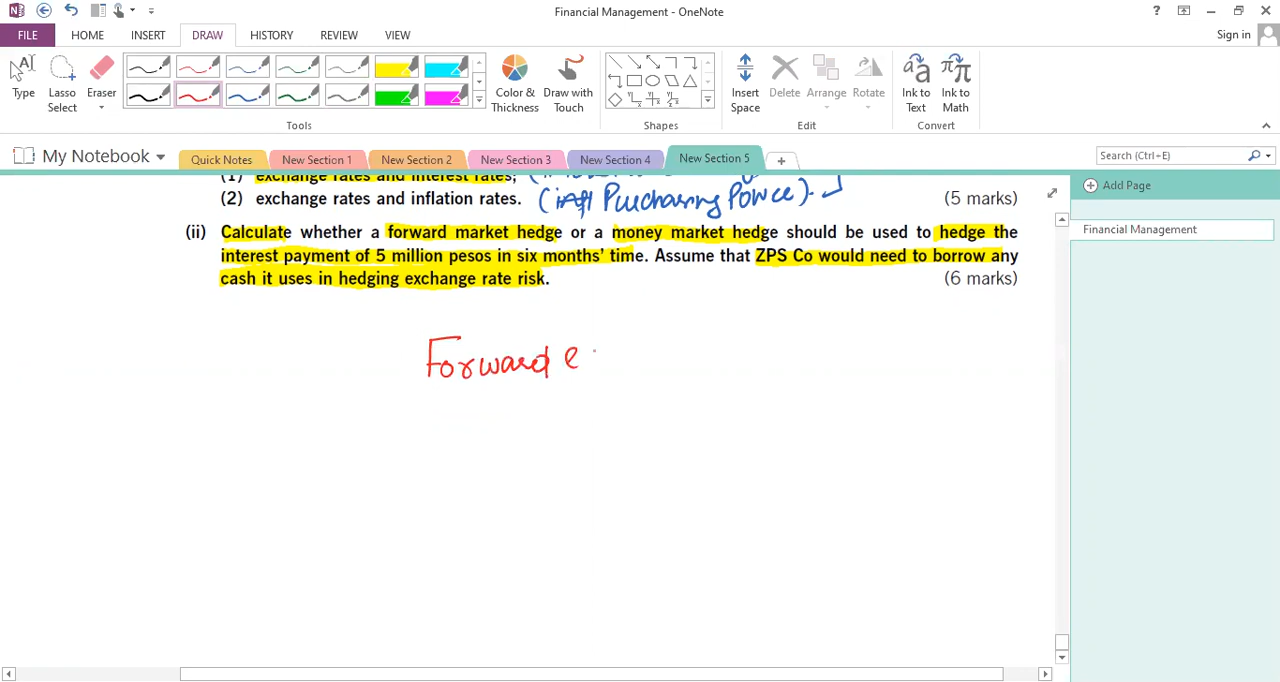 Financial Management - OneNote
?
FILE HOME INSERT DRAW HISTORY REVIEW VIEW Sign in
Type Lasso Select Eraser Color & Thickness Draw with Touch Insert Space Delete Arrange Rotate Ink to Text Ink to Math
Tools Shapes Edit Convert
My Notebook Quick Notes New Section 1 New Section 2 New Section 3 New Section 4 New Section 5 Search (Ctrl+E)
Add Page
Financial Management
(1) exchange rates and interest rates;
(2) exchange rates and inflation rates. Purchasing (5 marks)
(ii) Calculate whether a forward market hedge or a money market hedge should be used to hedge the
interest payment of 5 million pesos in six months' time. Assume that ZPS Co would need to borrow any
cash it uses in hedging exchange rate risk. (6 marks)
Forward e